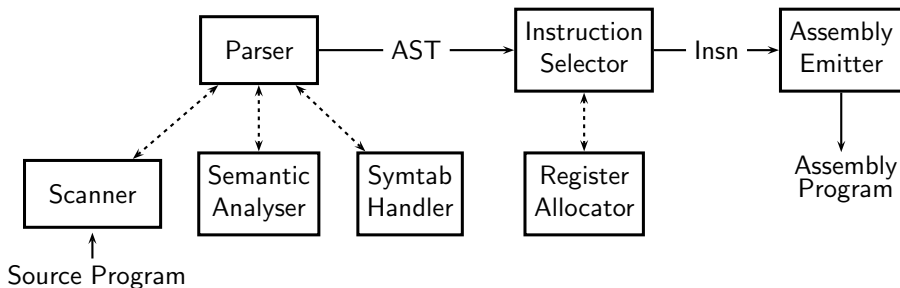 Parser
AST
Instruction
Selector
Insn
Assembly
Emitter
Scanner
Semantic
Analyser
Symtab
Handler
Register
Allocator
Assembly
Program
Source Program